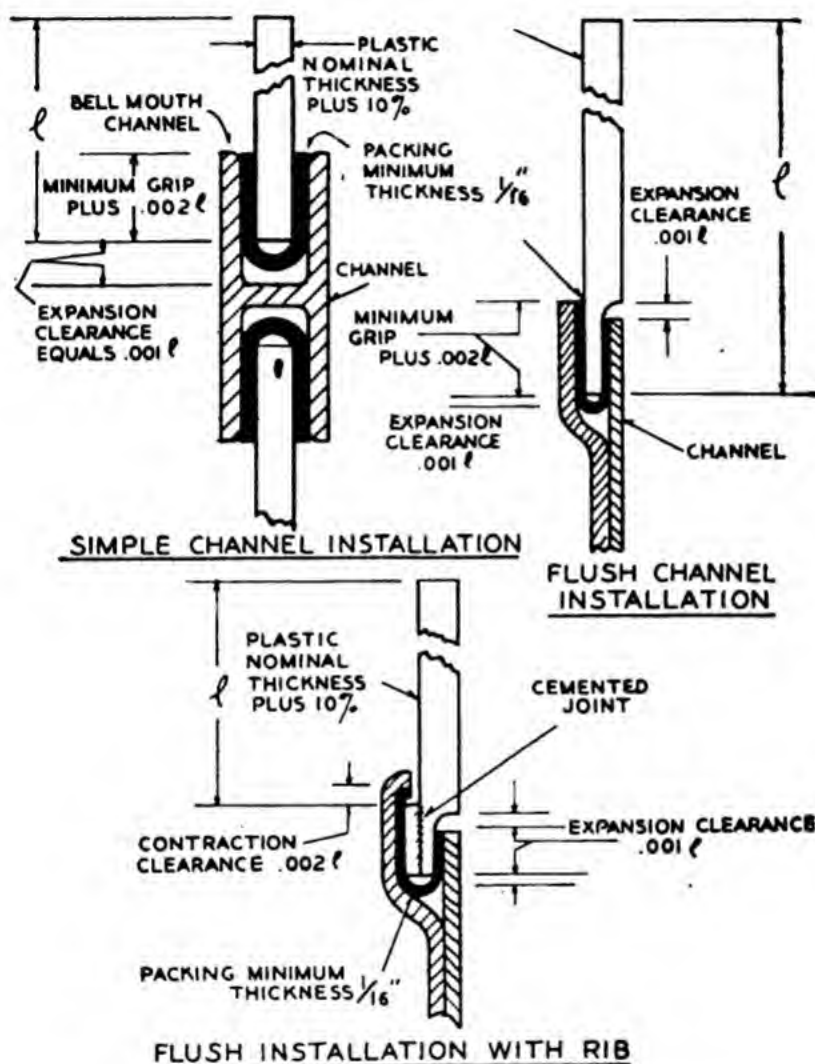 PLASTIC
NOMINAL
THICKNESS
PLUS 10%
BELL MOUTH
CHANNEL
ℓ
MINIMUM GRIP
PLUS .002ℓ
PACKING
MINIMUM
THICKNESS 1/16"
CHANNEL
EXPANSION
CLEARANCE
EQUALS .001ℓ
SIMPLE CHANNEL INSTALLATION
EXPANSION
CLEARANCE
.001ℓ
ℓ
MINIMUM
GRIP
PLUS .002ℓ
EXPANSION
CLEARANCE
.001ℓ
CHANNEL
FLUSH CHANNEL
INSTALLATION
PLASTIC
NOMINAL
THICKNESS
PLUS 10%
ℓ
CEMENTED
JOINT
CONTRACTION
CLEARANCE .002ℓ
EXPANSION CLEARANCE
.001ℓ
PACKING MINIMUM
THICKNESS 1/16"
FLUSH INSTALLATION WITH RIB